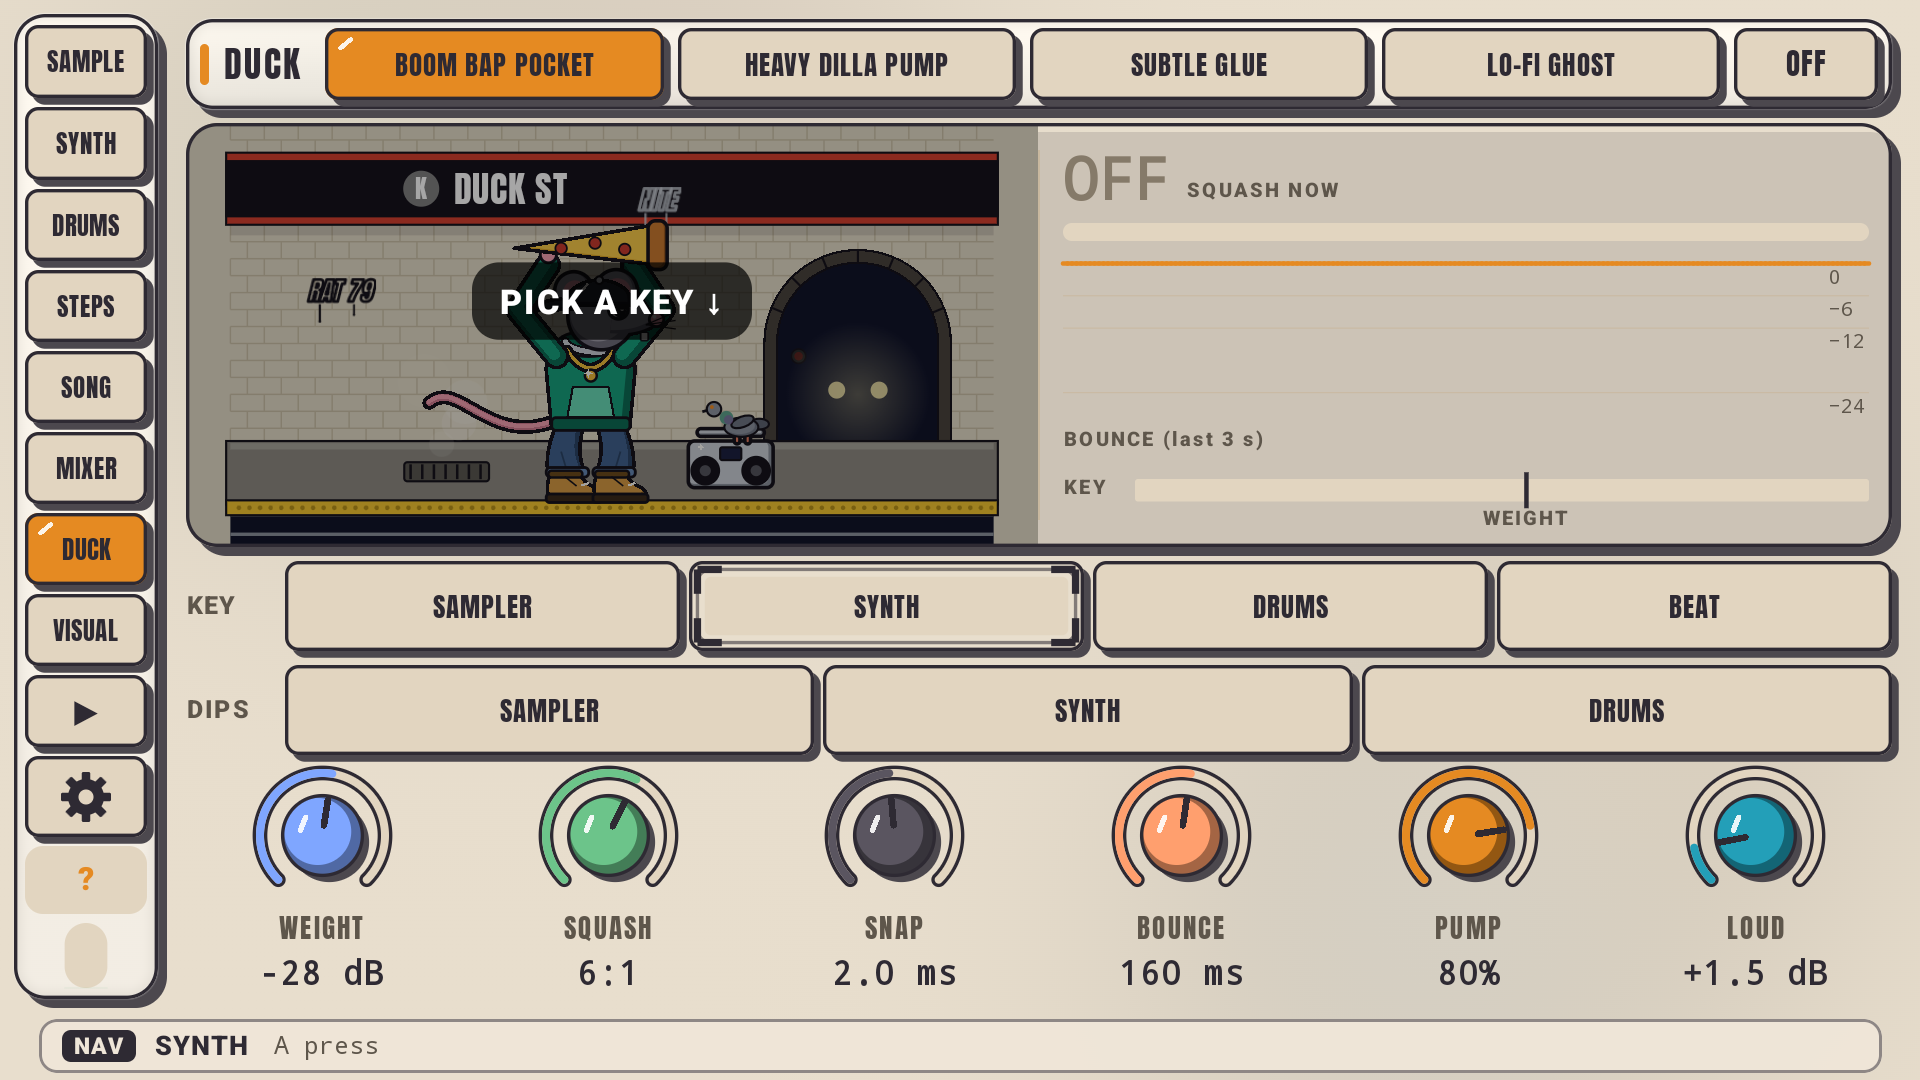 SAMPLE
SYNTH
DRUMS
STEPS
SONG
MIXER
DUCK
VISUAL
?
DUCK
BOOM BAP POCKET
HEAVY DILLA PUMP
SUBTLE GLUE
LO-FI GHOST
OFF
K DUCK ST
RAT 79
PICK A KEY ↓
OFF SQUASH NOW
0
-6
-12
-24
BOUNCE (last 3 s)
KEY
WEIGHT
KEY
SAMPLER
SYNTH
DRUMS
BEAT
DIPS
SAMPLER
SYNTH
DRUMS
WEIGHT
-28 dB
SQUASH
6:1
SNAP
2.0 ms
BOUNCE
160 ms
PUMP
80%
LOUD
+1.5 dB
NAV SYNTH A press